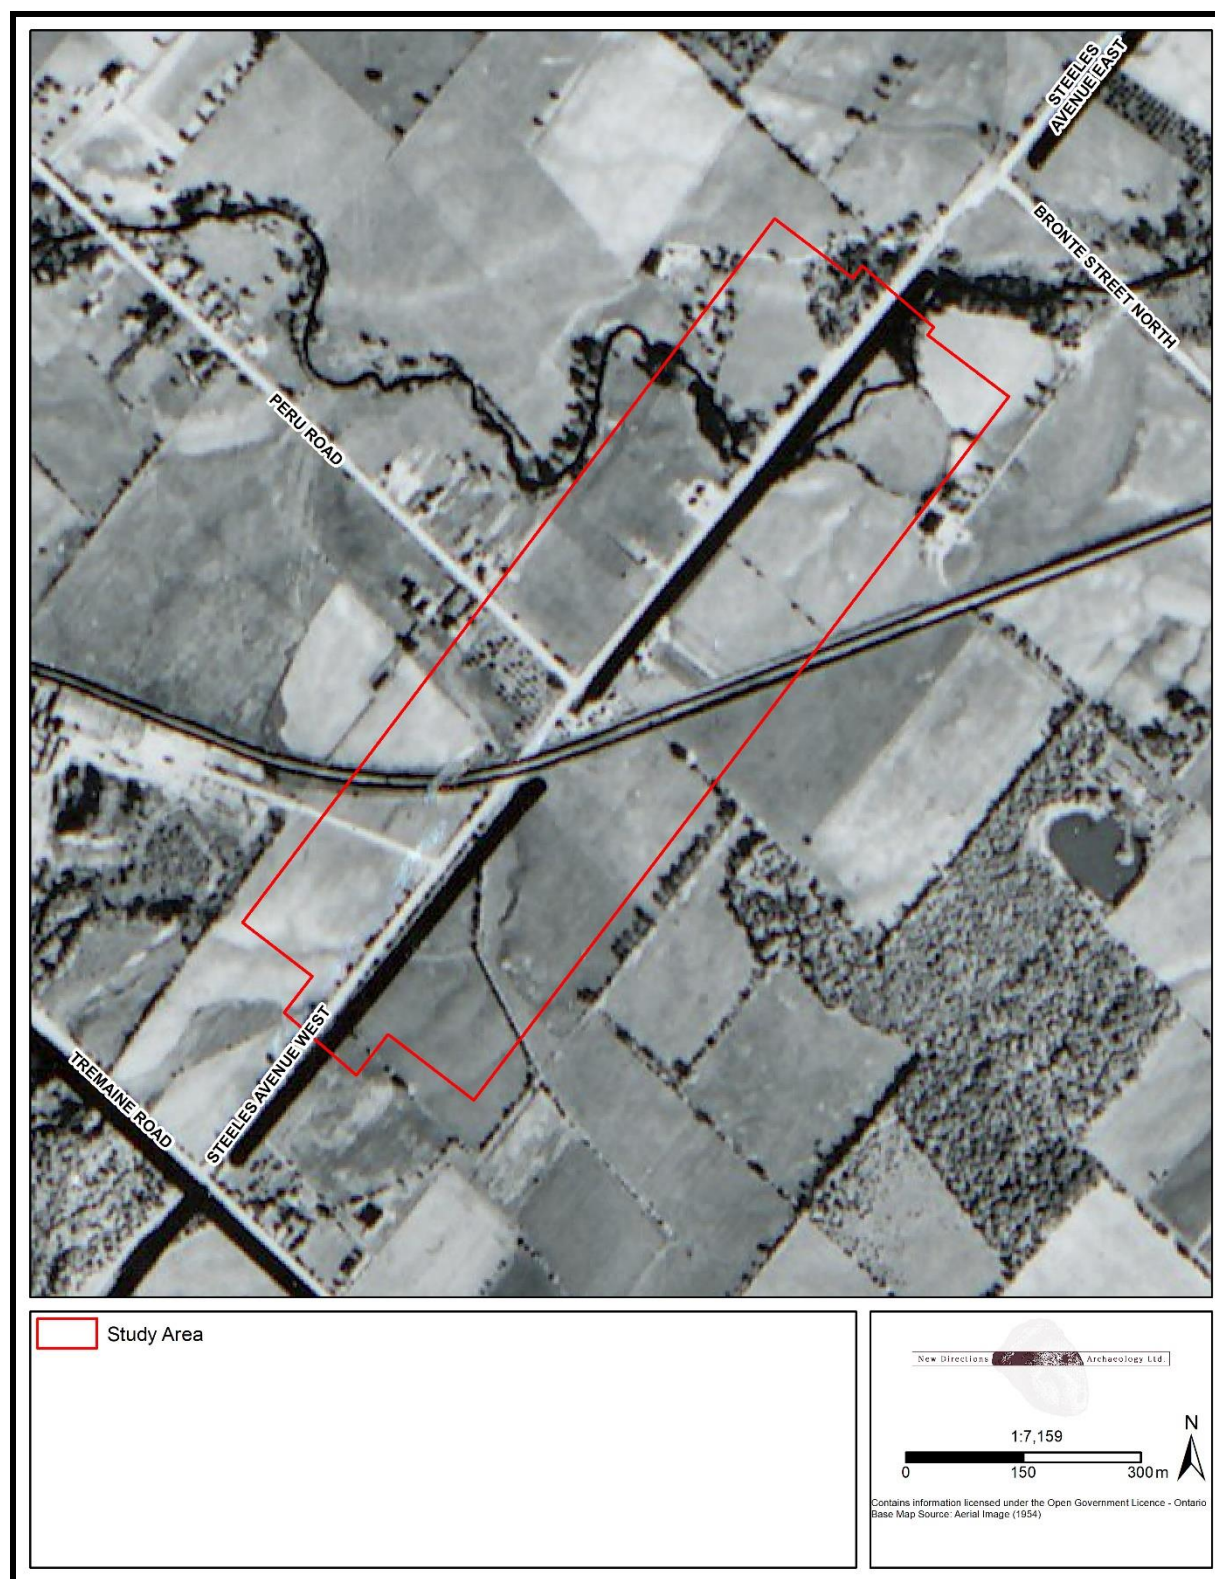 STEELES
AVENUE EAST
BRONTE STREET NORTH
PERU ROAD
STEELES AVENUE WEST
TREMAINE ROAD
Study Area
New Directions Archaeology Ltd.
N
1:7,159
0 150 300 m
Contains information licensed under the Open Government Licence - Ontario
Base Map Source: Aerial Image (1954)